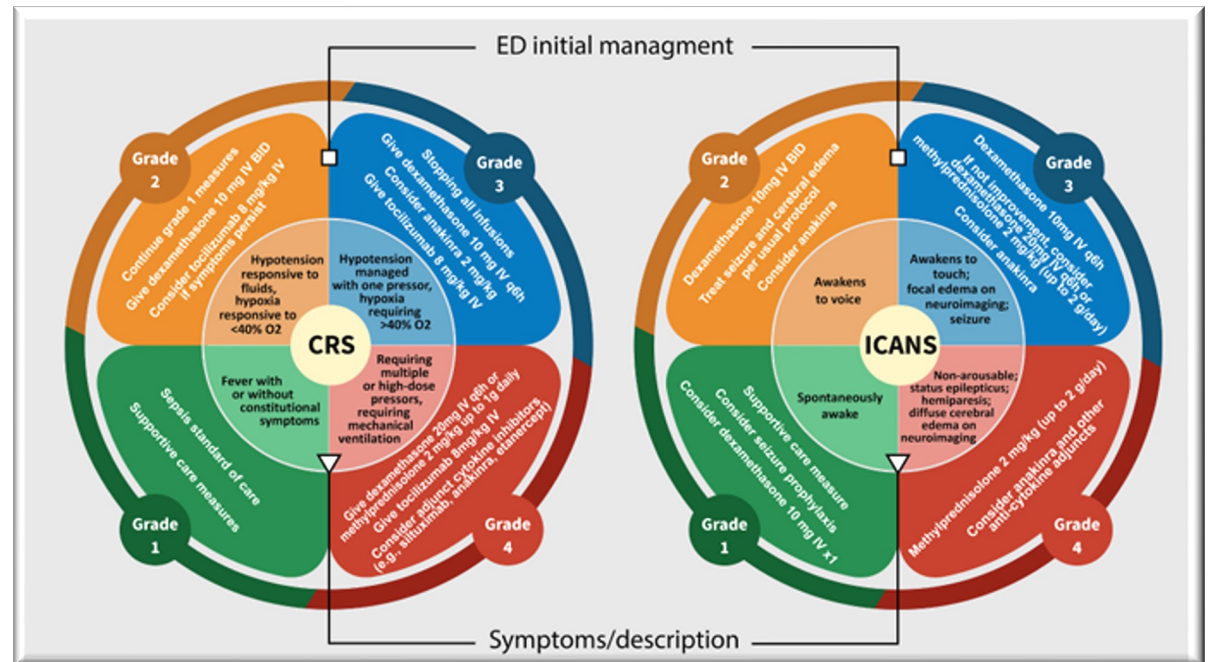 ED initial managment
Grade
2
Continue grade 1 measures
Give dexamethasone 10 mg IV BID
Consider tocilizumab 8 mg/kg IV
if symptoms persist
Hypotension
responsive to
fluids,
hypoxia
responsive to
<40% O2
Grade
3
Stopping all infusions
Give dexamethasone 10 mg IV q6h
Consider anakinra 2 mg/kg
Give tocilizumab 8 mg/kg IV
Hypotension
managed
with one pressor,
hypoxia
requiring
>40% O2
CRS
Fever with
or without
constitutional
symptoms
Sepsis standard of care
Supportive care measures
Grade
1
Requiring
multiple
or high-dose
pressors,
requiring
mechanical
ventilation
Give dexamethasone 20mg IV q6h or
methylprednisolone 2 mg/kg up to 1g daily
Give tocilizumab 8mg/kg IV
Consider adjunct cytokine inhibitors
(e.g., siltuximab, anakinra, etanercept)
Grade
4
Grade
2
Dexamethasone 10mg IV BID
Treat seizure and cerebral edema
per usual protocol
Consider anakinra
Awakens
to voice
Grade
3
Dexamethasone 10mg IV q6h
If not improvement, consider
dexamethasone 20mg IV q6h or
methylprednisolone 2 mg/kg (up to 2 g/day)
Consider anakinra
Awakens to
touch;
focal edema on
neuroimaging;
seizure
ICANS
Spontaneously
awake
Supportive care measure
Consider seizure prophylaxis
Consider dexamethasone 10 mg IV x1
Grade
1
Non-arousable;
status epilepticus;
hemiparesis;
diffuse cerebral
edema on
neuroimaging
Methylprednisolone 2 mg/kg (up to 2 g/day)
Consider anakinra and other
anti-cytokine adjuncts
Grade
4
Symptoms/description